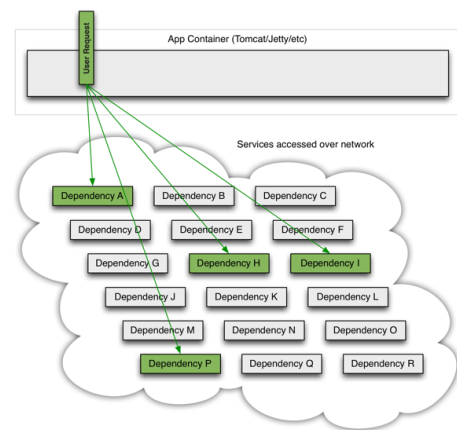 User Request
App Container (Tomcat/Jetty/etc)
Services accessed over network
Dependency A
Dependency B
Dependency C
Dependency D
Dependency E
Dependency F
Dependency G
Dependency H
Dependency I
Dependency J
Dependency K
Dependency L
Dependency M
Dependency N
Dependency O
Dependency P
Dependency Q
Dependency R